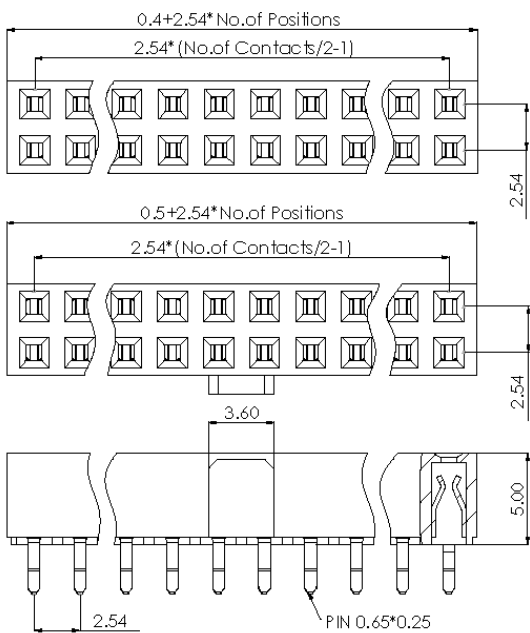 0.4+2.54*No.of Positions
2.54*(No.of Contacts/2-1)
2.54
0.5+2.54*No.of Positions
2.54*(No.of Contacts/2-1)
2.54
3.60
5.00
2.54
PIN 0.65*0.25